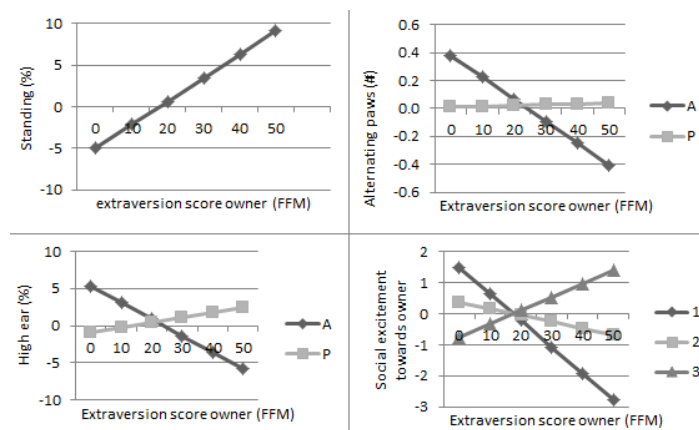 10
5
0
-5
-10
0 10 20 30 40 50
Standing (%)
extraversion score owner (FFM)
0.6
0.4
0.2
0.0
-0.2
-0.4
-0.6
0 10 20 30 40 50
Alternating paws (#)
Extraversion score owner (FFM)
A
P
10
5
0
-5
-10
0 10 20 30 40 50
High ear (%)
Extraversion score owner (FFM)
A
P
2
1
0
-1
-2
-3
0 10 20 30 40 50
Social excitement
towards owner
Extraversion score owner (FFM)
1
2
3